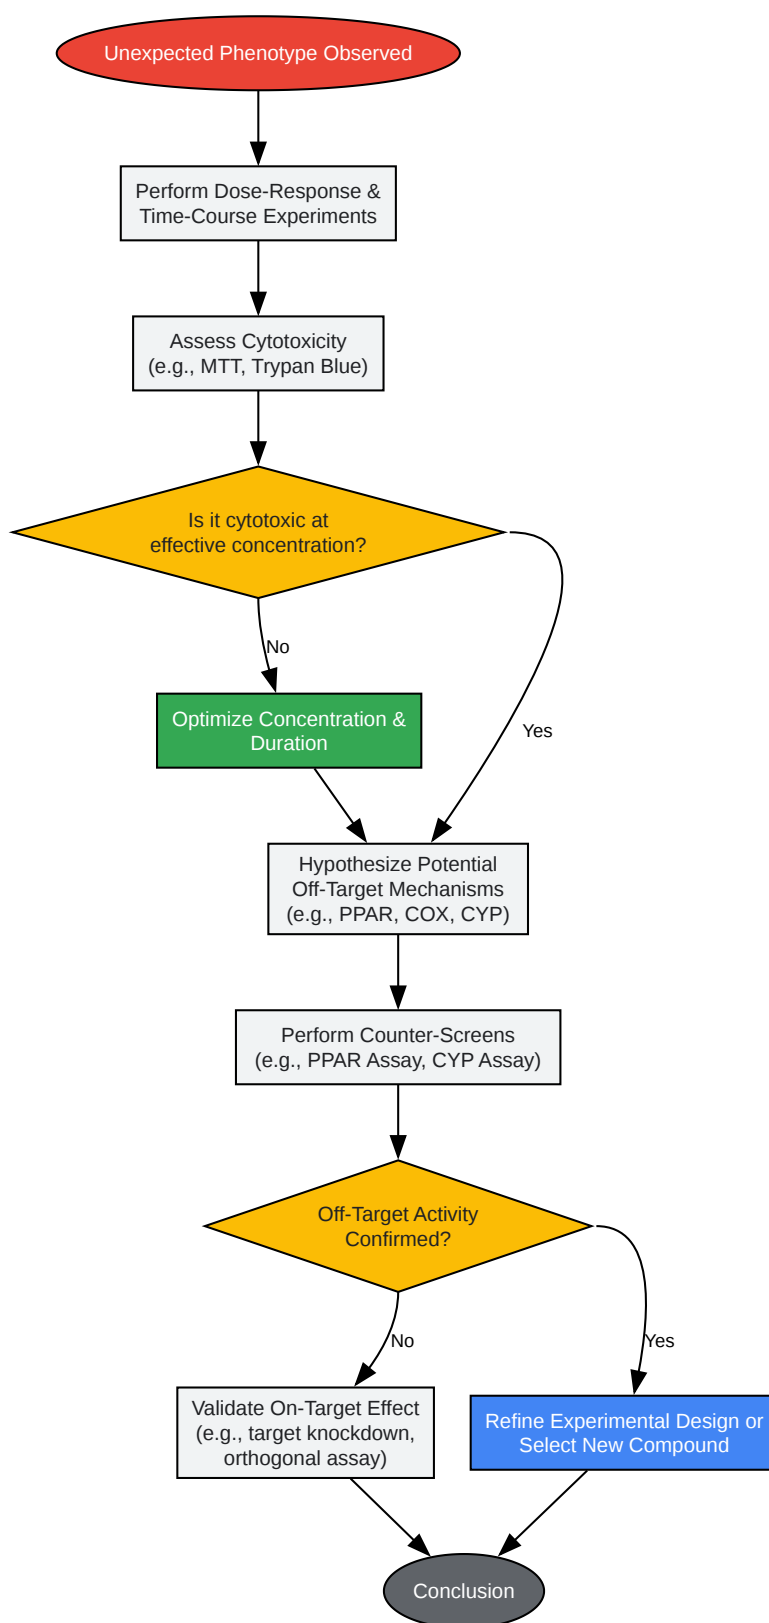 Unexpected Phenotype Observed
Perform Dose-Response &
Time-Course Experiments
Assess Cytotoxicity
(e.g., MTT, Trypan Blue)
Is it cytotoxic at
effective concentration?
No
Optimize Concentration &
Duration
Yes
Hypothesize Potential
Off-Target Mechanisms
(e.g., PPAR, COX, CYP)
Perform Counter-Screens
(e.g., PPAR Assay, CYP Assay)
Off-Target Activity
Confirmed?
No
Yes
Validate On-Target Effect
(e.g., target knockdown,
orthogonal assay)
Refine Experimental Design or
Select New Compound
Conclusion